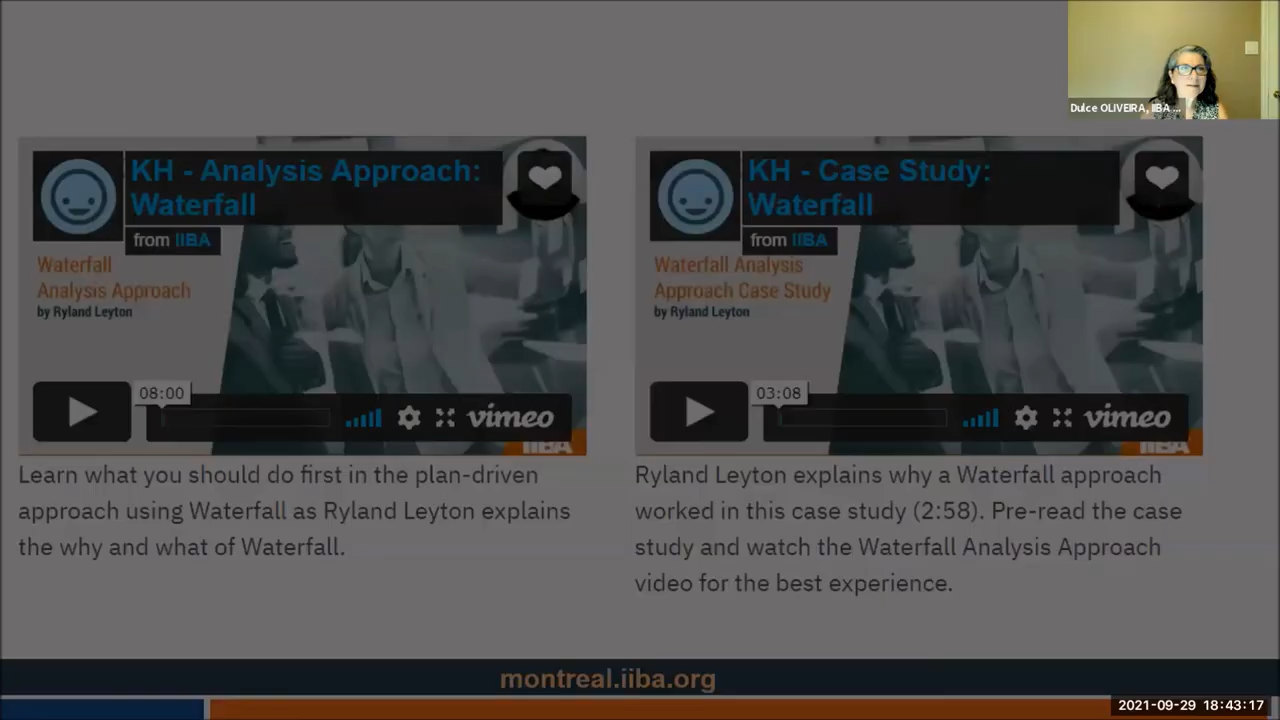 Dulce OLIVEIRA, IIBA ...
KH - Analysis Approach:
Waterfall
from IIBA
Waterfall
Analysis Approach
by Ryland Leyton
08:00
vimeo
IIBA
Learn what you should do first in the plan-driven
approach using Waterfall as Ryland Leyton explains
the why and what of Waterfall.
KH - Case Study:
Waterfall
from IIBA
Waterfall Analysis
Approach Case Study
by Ryland Leyton
03:08
vimeo
IIBA
Ryland Leyton explains why a Waterfall approach
worked in this case study (2:58). Pre-read the case
study and watch the Waterfall Analysis Approach
video for the best experience.
montreal.iiba.org
2021-09-29 18:43:17